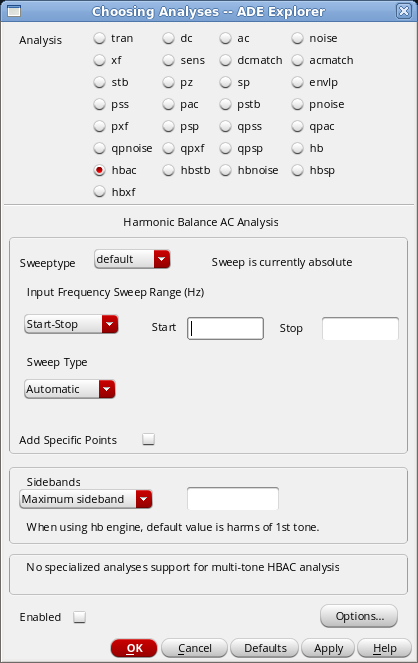 Choosing Analyses -- ADE Explorer
Analysis tran dc ac noise
xf sens dcmatch acmatch
stb pz sp envlp
pss pac pstb pnoise
pxf psp qpss qpac
qpnoise qpxf qpsp hb
hbac hbstb hbnoise hbsp
hbxf
Harmonic Balance AC Analysis
Sweeptype default Sweep is currently absolute
Input Frequency Sweep Range (Hz)
Start-Stop Start Stop
Sweep Type
Automatic
Add Specific Points
Sidebands
Maximum sideband
When using hb engine, default value is harms of 1st tone.
No specialized analyses support for multi-tone HBAC analysis
Enabled Options...
OK Cancel Defaults Apply Help